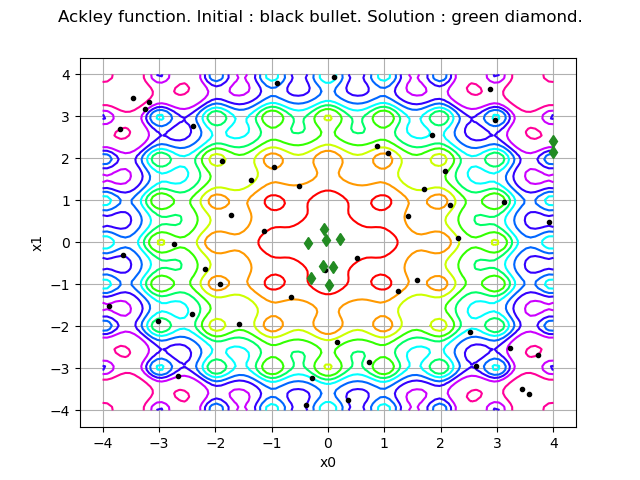 Ackley function. Initial : black bullet. Solution : green diamond.
4
3
2
1
0
−1
−2
−3
−4
x1
−4 −3 −2 −1 0 1 2 3 4
x0